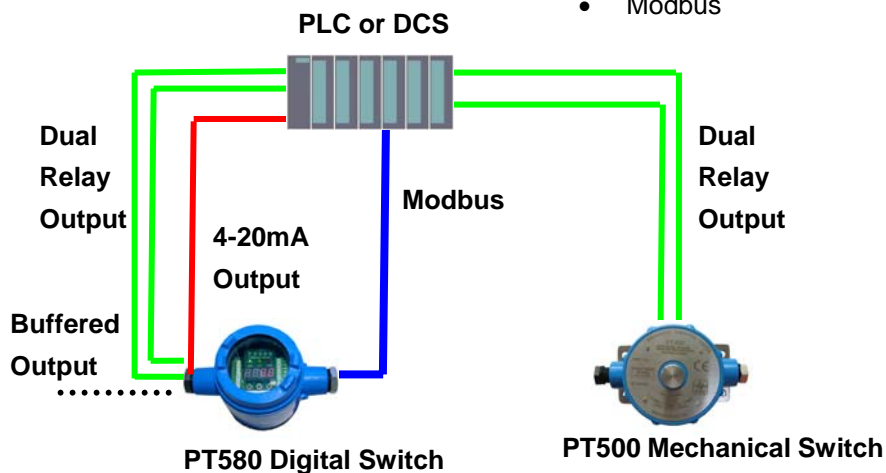 • Modbus
PLC or DCS
Dual
Relay
Output
Dual
Relay
Output
Modbus
4-20mA
Output
Buffered
Output
PT580 Digital Switch
PT500 Mechanical Switch